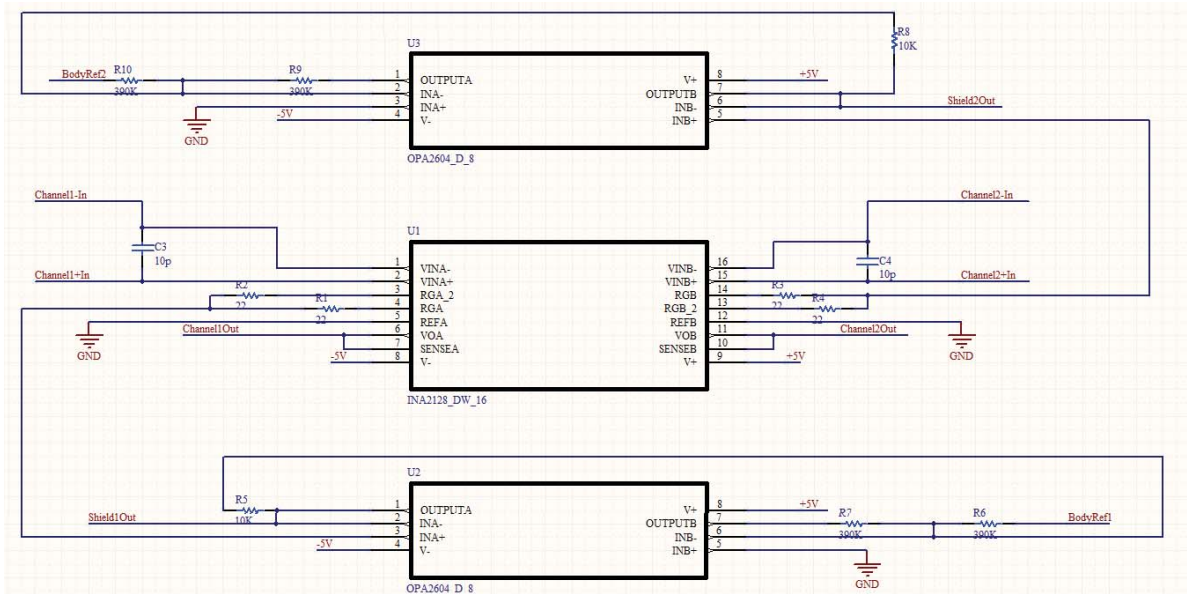 U3
R8
10K
BodyRef2
R10
390K
R9
390K
1 OUTPUTA
2 INA-
3 INA+
4 V-
-5V
GND
V+ 8
OUTPUTB 7
INB- 6
INB+ 5
+5V
Shield2Out
OPA2604_D_8
Channel1-In
Channel2-In
U1
C3
10p
C4
10p
Channel1+In
Channel2+In
R2
22
R1
22
R3
22
R4
22
1 VINA-
2 VINA+
3 RGA_2
4 RGA
5 REFA
6 VOA
7 SENSEA
8 V-
VINB- 16
VINB+ 15
RGB 14
RGB_2 13
REFB 12
VOB 11
SENSEB 10
V+ 9
Channel1Out
Channel2Out
GND
GND
-5V
+5V
INA2128_DW_16
U2
R5
10K
Shield1Out
1 OUTPUTA
2 INA-
3 INA+
4 V-
-5V
V+ 8
OUTPUTB 7
INB- 6
INB+ 5
+5V
R7
390K
R6
390K
BodyRef1
GND
OPA2604_D_8